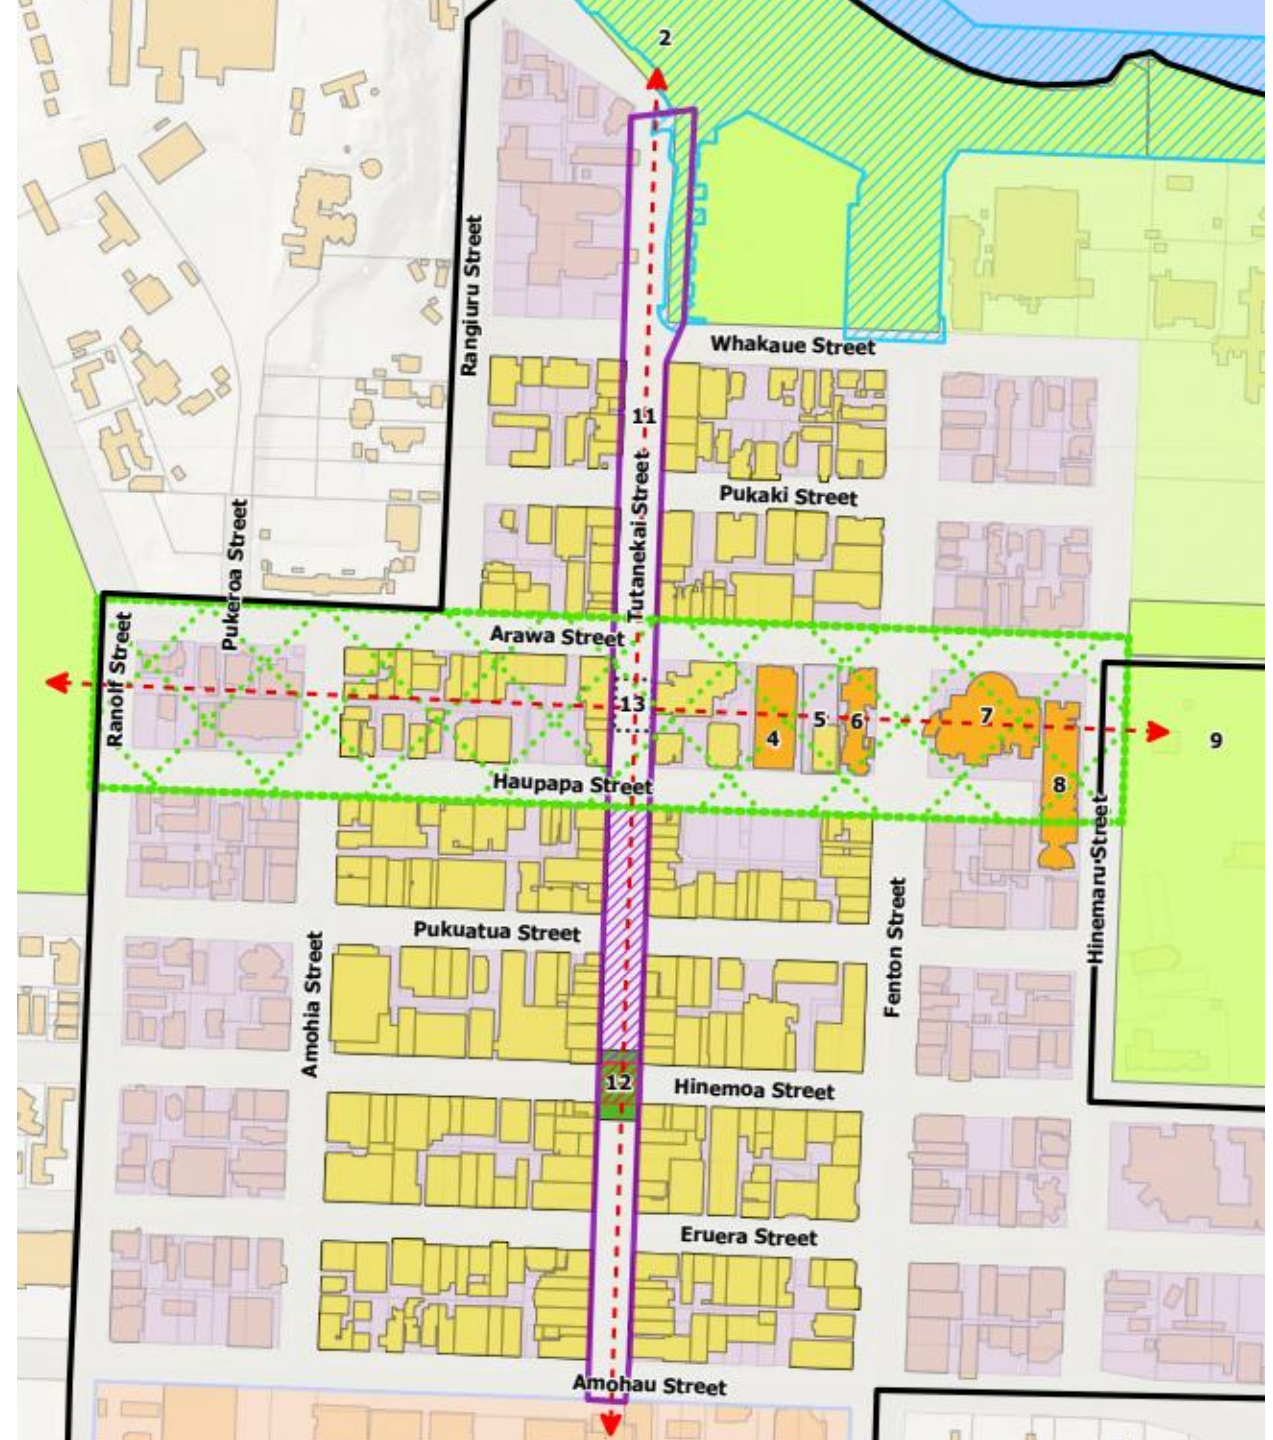 2
Rangiuru Street
Whakaue Street
11
Tutanekai Street
Pukaki Street
Pukeroa Street
Arawa Street
Ranolf Street
13
4
5
6
7
8
9
Haupapa Street
Hinemaru Street
Fenton Street
Pukuatua Street
Amohia Street
12
Hinemoa Street
Eruera Street
Amohau Street